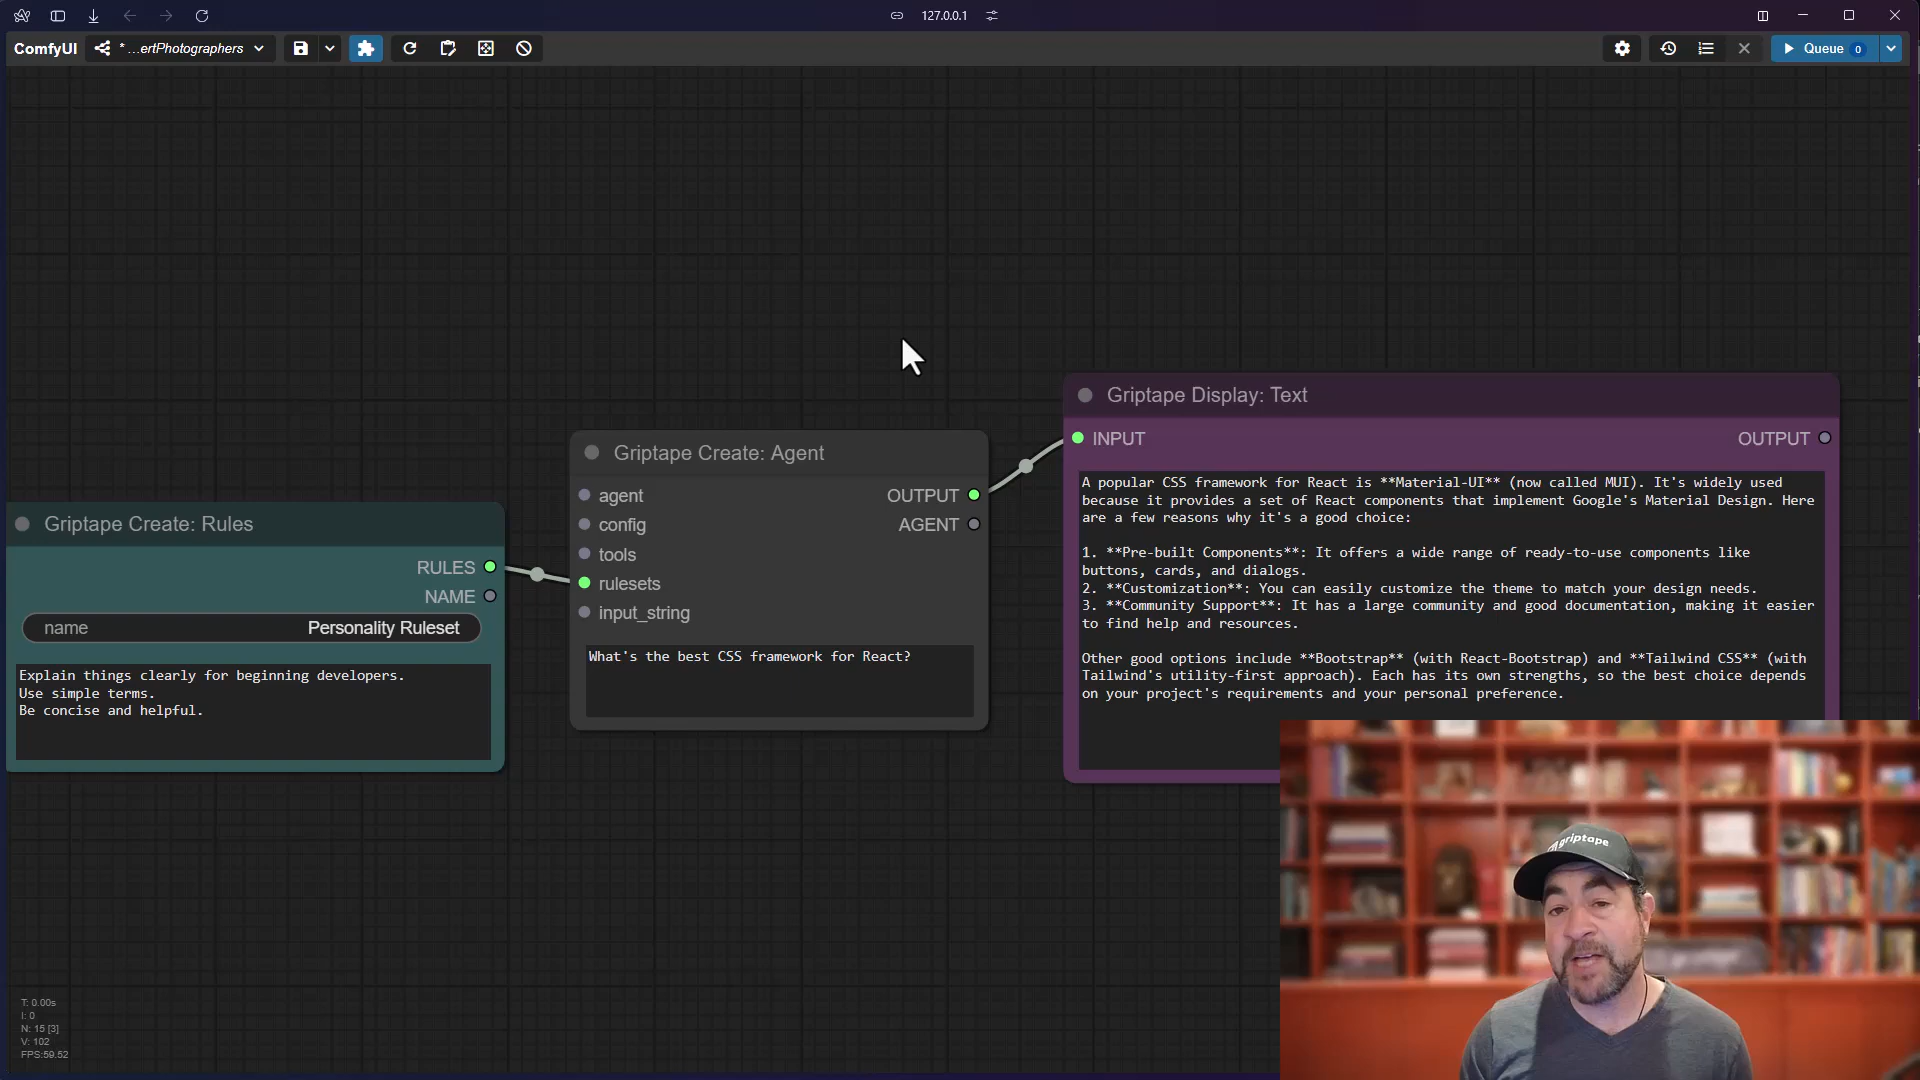 127.0.0.1
ComfyUI
* ...ertPhotographers
Queue
0
Griptape Create: Rules
RULES
NAME
name
Personality Ruleset
Explain things clearly for beginning developers.
Use simple terms.
Be concise and helpful.
Griptape Create: Agent
agent
OUTPUT
config
AGENT
tools
rulesets
input_string
What's the best CSS framework for React?
Griptape Display: Text
INPUT
OUTPUT
A popular CSS framework for React is **Material-UI** (now called MUI). It's widely used
because it provides a set of React components that implement Google's Material Design. Here
are a few reasons why it's a good choice:
1. **Pre-built Components**: It offers a wide range of ready-to-use components like
buttons, cards, and dialogs.
2. **Customization**: You can easily customize the theme to match your design needs.
3. **Community Support**: It has a large community and good documentation, making it easier
to find help and resources.
Other good options include **Bootstrap** (with React-Bootstrap) and **Tailwind CSS** (with
Tailwind's utility-first approach). Each has its own strengths, so the best choice depends
on your project's requirements and your personal preference.
griptape
T: 0.00s
I: 0
N: 15 [3]
V: 102
FPS:59.52